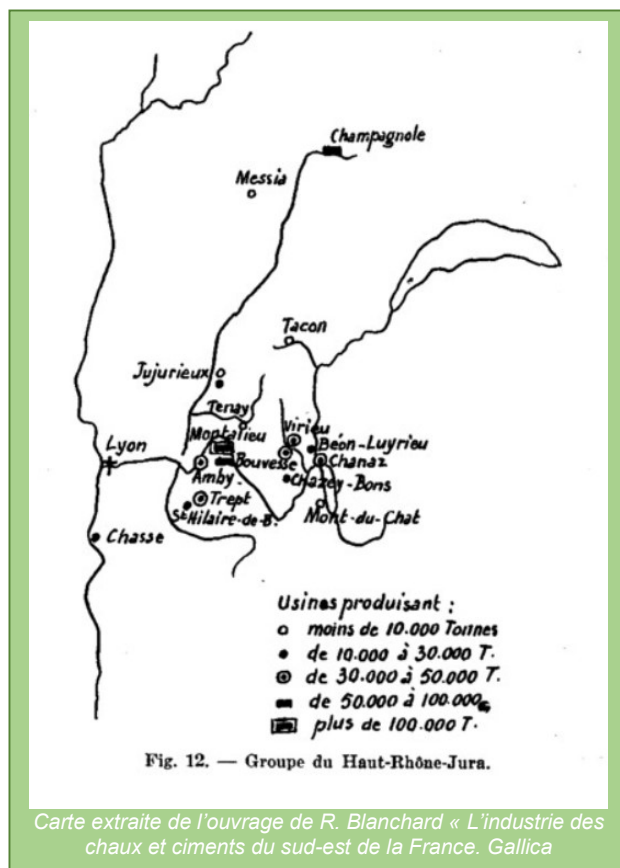 Champagnole
Messia
Tacon
Jujurieux
Tenay
Montalieu
Virieu
Lyon
Béon-Luyrieu
Bouvesse
Chanaz
Amby
Chazey-Bons
Trept
St Hilaire-de-B.
Mont-du-Chat
Chasse
Usines produisant :
moins de 10.000 Tonnes
de 10.000 à 30.000 T.
de 30.000 à 50.000 T.
de 50.000 à 100.000
plus de 100.000 T.
Fig. 12. — Groupe du Haut-Rhône-Jura.
Carte extraite de l'ouvrage de R. Blanchard « L'industrie des
chaux et ciments du sud-est de la France. Gallica